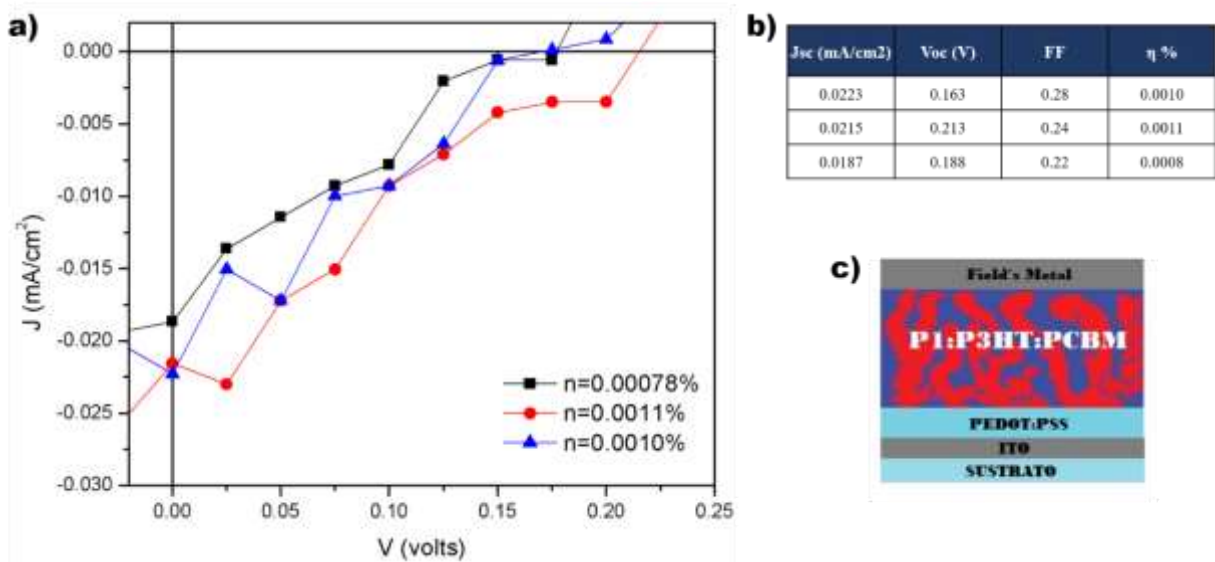 a)
0.000
-0.005
-0.010
-0.015
-0.020
-0.025
-0.030
J (mA/cm²)
0.00 0.05 0.10 0.15 0.20 0.25
V (volts)
n=0.00078%
n=0.0011%
n=0.0010%
b)
Jsc (mA/cm2) Voc (V) FF η %
0.0223 0.163 0.28 0.0010
0.0215 0.213 0.24 0.0011
0.0187 0.188 0.22 0.0008
c)
Field's Metal
P1:P3HT:PCBM
PEDOT:PSS
ITO
SUSTRATO